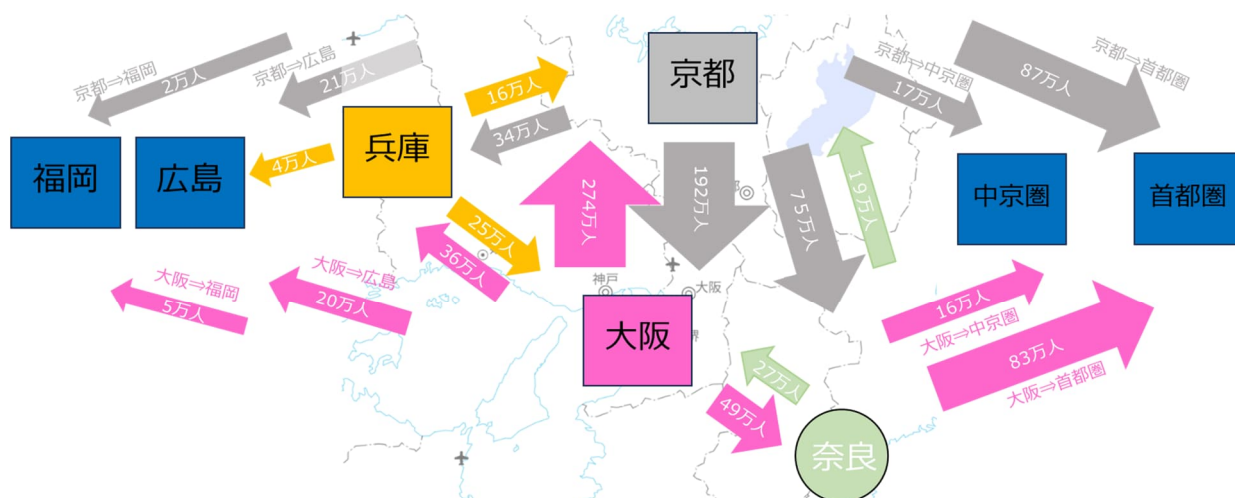 京都⇒福岡
2万人
京都⇒広島
21万人
16万人
34万人
京都
京都⇒中京圏
17万人
京都⇒首都圏
87万人
福岡
広島
4万人
兵庫
274万人
192万人
75万人
19万人
中京圏
首都圏
25万人
36万人
大阪⇒福岡
5万人
大阪⇒広島
20万人
神戸
大阪
大阪
16万人
大阪⇒中京圏
83万人
大阪⇒首都圏
27万人
49万人
奈良